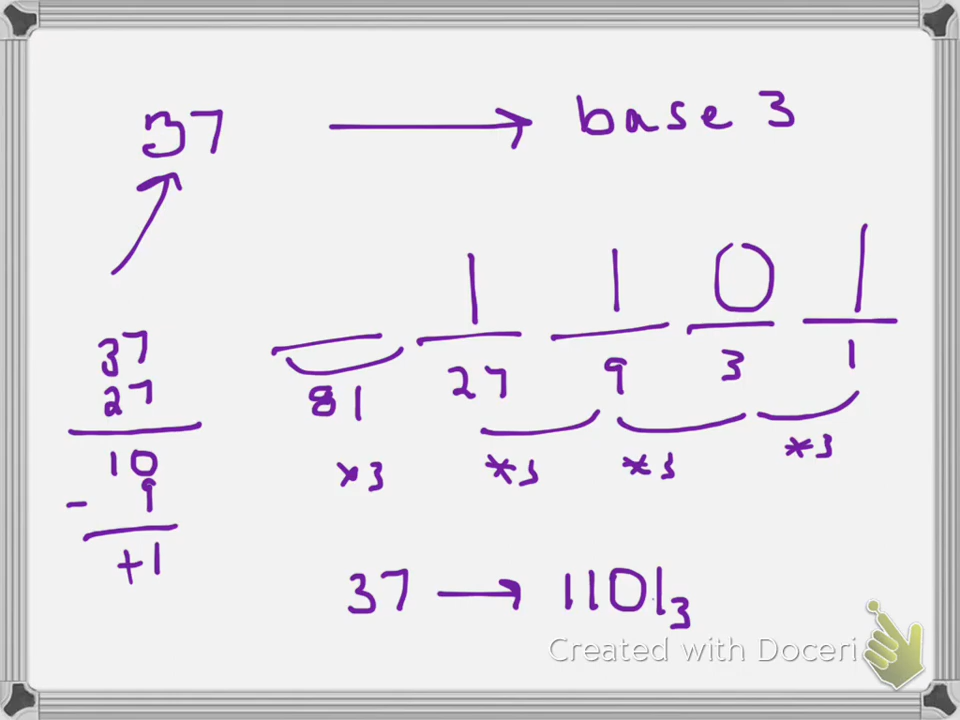 37 → base 3
1 1 0 1
81 27 9 3 1
*3 *3 *3 *3
37
27
10
- 9
+1
37 → 1101₃
Created with Doceri